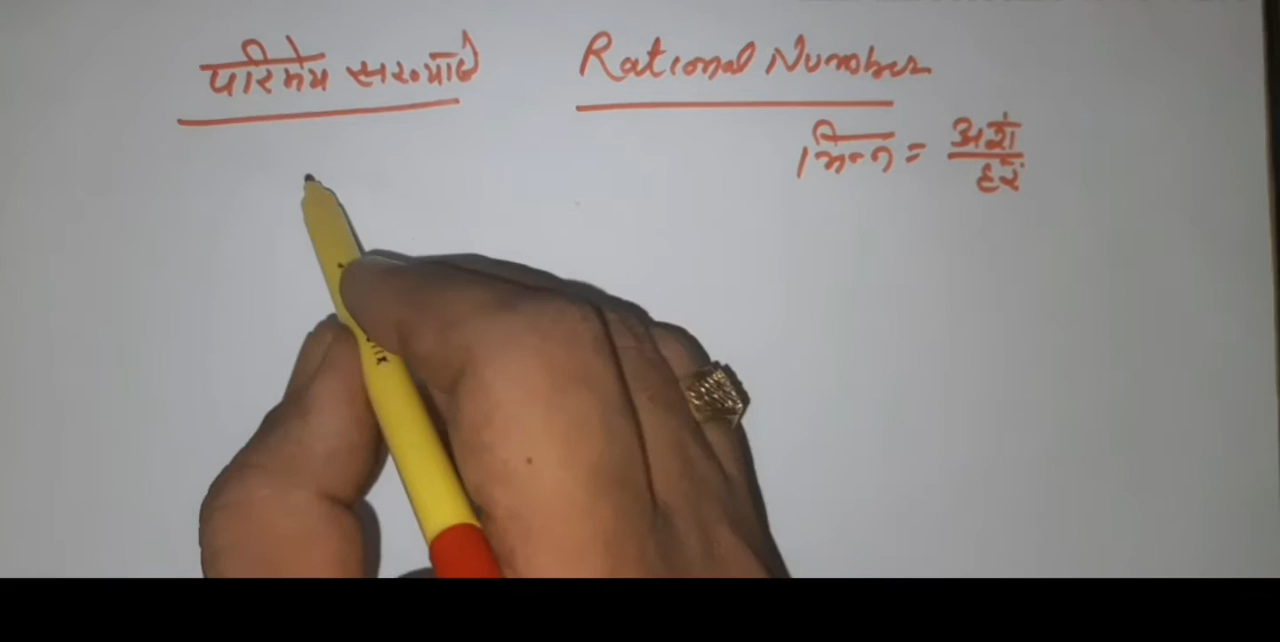 परिमेय संख्याएं Rational Number
भिन्न = अंश / हर